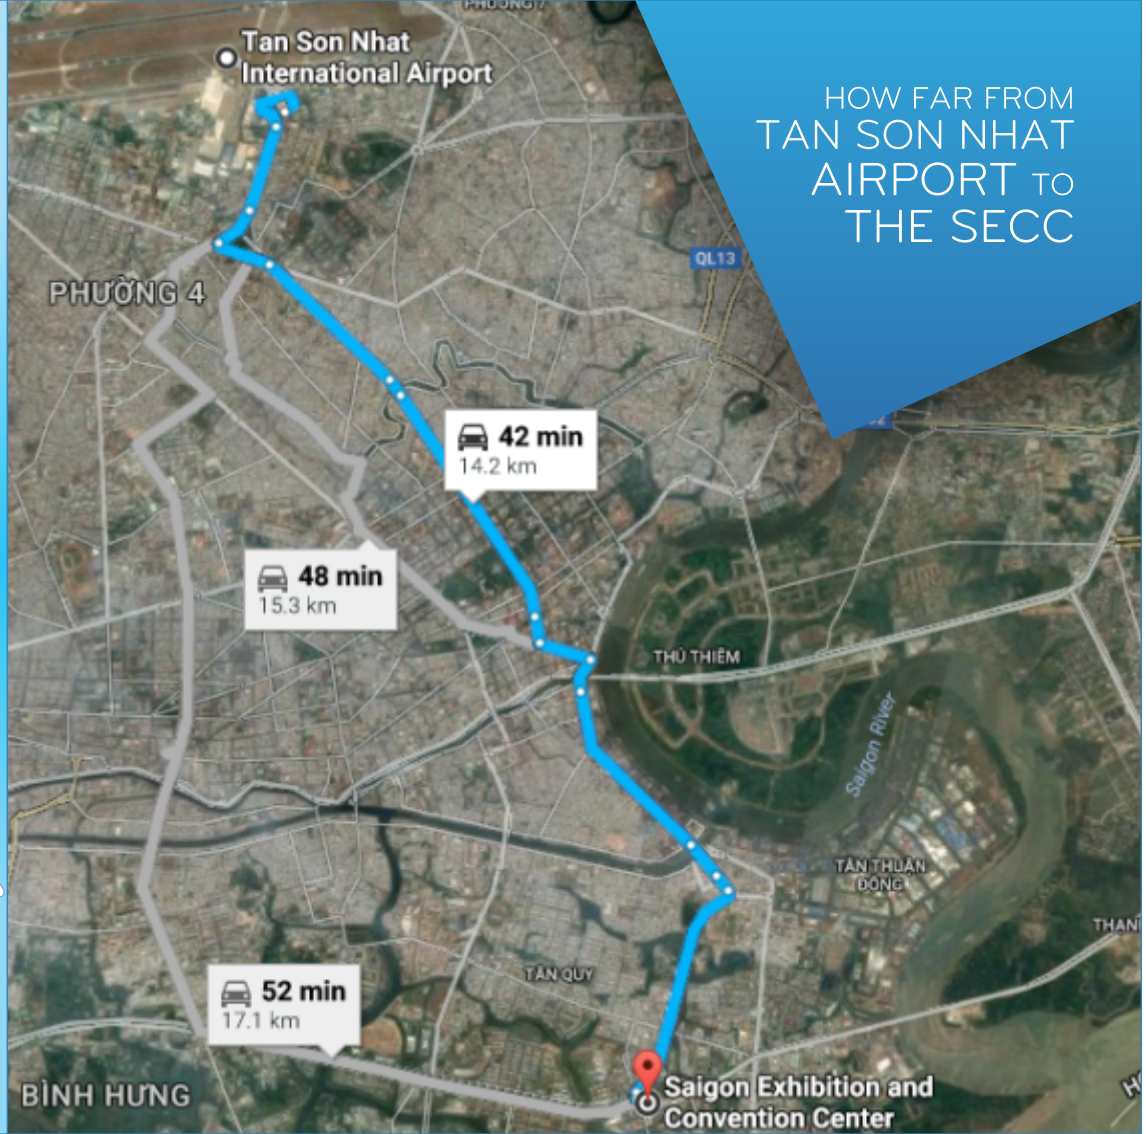 PHƯỜNG 7
Tan Son Nhat
International Airport
HOW FAR FROM
TAN SON NHAT
AIRPORT TO
THE SECC
QL13
PHƯỜNG 4
42 min
14.2 km
48 min
15.3 km
THỦ THIÊM
Saigon River
TÂN THUẬN
ĐÔNG
TÂN QUY
52 min
17.1 km
BÌNH HƯNG
Saigon Exhibition and
Convention Center